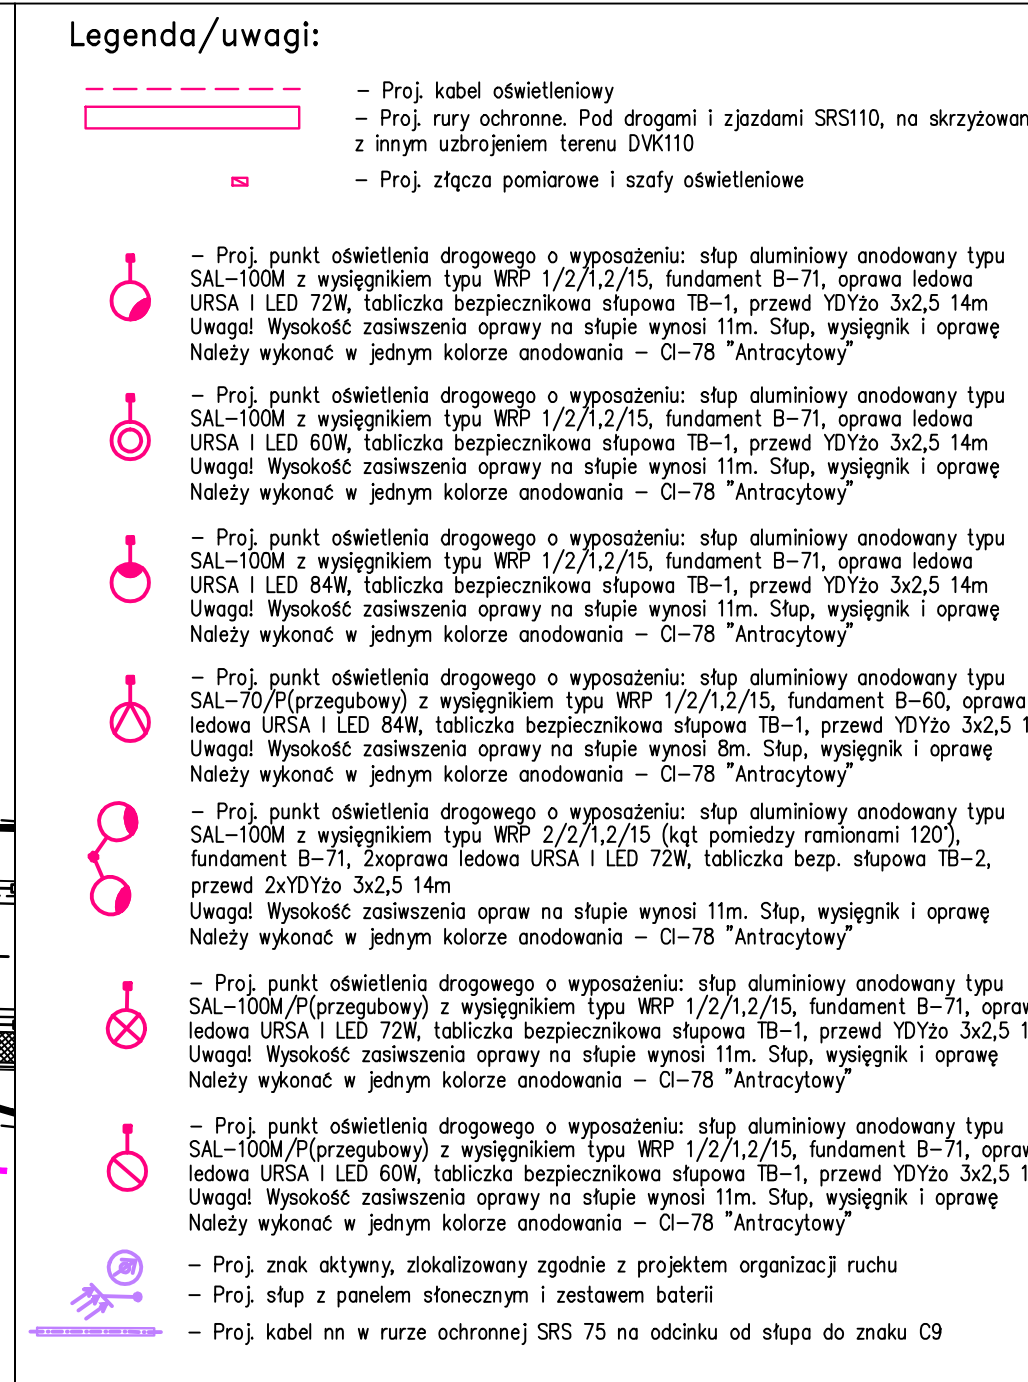 Legenda/uwagi:
– Proj. kabel oświetleniowy
– Proj. rury ochronne. Pod drogami i zjazdami SRS110, na skrzyżowan
z innym uzbrojeniem terenu DVK110
– Proj. złącza pomiarowe i szafy oświetleniowe
– Proj. punkt oświetlenia drogowego o wyposażeniu: słup aluminiowy anodowany typu
SAL–100M z wysięgnikiem typu WRP 1/2/1,2/15, fundament B–71, oprawa ledowa
URSA I LED 72W, tabliczka bezpiecznikowa słupowa TB–1, przewd YDYżo 3x2,5 14m
Uwaga! Wysokość zasiwszenia oprawy na słupie wynosi 11m. Słup, wysięgnik i oprawę
Należy wykonać w jednym kolorze anodowania – CI–78 "Antracytowy"
– Proj. punkt oświetlenia drogowego o wyposażeniu: słup aluminiowy anodowany typu
SAL–100M z wysięgnikiem typu WRP 1/2/1,2/15, fundament B–71, oprawa ledowa
URSA I LED 60W, tabliczka bezpiecznikowa słupowa TB–1, przewd YDYżo 3x2,5 14m
Uwaga! Wysokość zasiwszenia oprawy na słupie wynosi 11m. Słup, wysięgnik i oprawę
Należy wykonać w jednym kolorze anodowania – CI–78 "Antracytowy"
– Proj. punkt oświetlenia drogowego o wyposażeniu: słup aluminiowy anodowany typu
SAL–100M z wysięgnikiem typu WRP 1/2/1,2/15, fundament B–71, oprawa ledowa
URSA I LED 84W, tabliczka bezpiecznikowa słupowa TB–1, przewd YDYżo 3x2,5 14m
Uwaga! Wysokość zasiwszenia oprawy na słupie wynosi 11m. Słup, wysięgnik i oprawę
Należy wykonać w jednym kolorze anodowania – CI–78 "Antracytowy"
– Proj. punkt oświetlenia drogowego o wyposażeniu: słup aluminiowy anodowany typu
SAL–70/P(przegubowy) z wysięgnikiem typu WRP 1/2/1,2/15, fundament B–60, oprawa
ledowa URSA I LED 84W, tabliczka bezpiecznikowa słupowa TB–1, przewd YDYżo 3x2,5 1
Uwaga! Wysokość zasiwszenia oprawy na słupie wynosi 8m. Słup, wysięgnik i oprawę
Należy wykonać w jednym kolorze anodowania – CI–78 "Antracytowy"
– Proj. punkt oświetlenia drogowego o wyposażeniu: słup aluminiowy anodowany typu
SAL–100M z wysięgnikiem typu WRP 2/2/1,2/15 (kąt pomiedzy ramionami 120°),
fundament B–71, 2xoprawa ledowa URSA I LED 72W, tabliczka bezp. słupowa TB–2,
przewd 2xYDYżo 3x2,5 14m
Uwaga! Wysokość zasiwszenia opraw na słupie wynosi 11m. Słup, wysięgnik i oprawę
Należy wykonać w jednym kolorze anodowania – CI–78 "Antracytowy"
– Proj. punkt oświetlenia drogowego o wyposażeniu: słup aluminiowy anodowany typu
SAL–100M/P(przegubowy) z wysięgnikiem typu WRP 1/2/1,2/15, fundament B–71, opraw
ledowa URSA I LED 72W, tabliczka bezpiecznikowa słupowa TB–1, przewd YDYżo 3x2,5 1
Uwaga! Wysokość zasiwszenia oprawy na słupie wynosi 11m. Słup, wysięgnik i oprawę
Należy wykonać w jednym kolorze anodowania – CI–78 "Antracytowy"
– Proj. punkt oświetlenia drogowego o wyposażeniu: słup aluminiowy anodowany typu
SAL–100M/P(przegubowy) z wysięgnikiem typu WRP 1/2/1,2/15, fundament B–71, opraw
ledowa URSA I LED 60W, tabliczka bezpiecznikowa słupowa TB–1, przewd YDYżo 3x2,5 1
Uwaga! Wysokość zasiwszenia oprawy na słupie wynosi 11m. Słup, wysięgnik i oprawę
Należy wykonać w jednym kolorze anodowania – CI–78 "Antracytowy"
– Proj. znak aktywny, zlokalizowany zgodnie z projektem organizacji ruchu
– Proj. słup z panelem słonecznym i zestawem baterii
– Proj. kabel nn w rurze ochronnej SRS 75 na odcinku od słupa do znaku C9